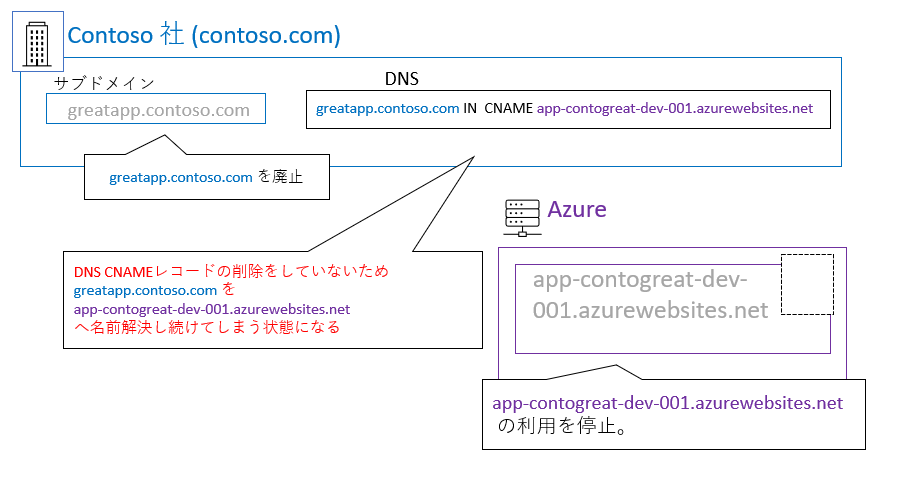 Contoso 社 (contoso.com)
サブドメイン
DNS
greatapp.contoso.com
greatapp.contoso.com IN CNAME app-contogreat-dev-001.azurewebsites.net
greatapp.contoso.com を廃止
Azure
DNS CNAMEレコードの削除をしていないため
greatapp.contoso.com を
app-contogreat-dev-001.azurewebsites.net
へ名前解決し続けてしまう状態になる
app-contogreat-dev-
001.azurewebsites.net
app-contogreat-dev-001.azurewebsites.net
の利用を停止。